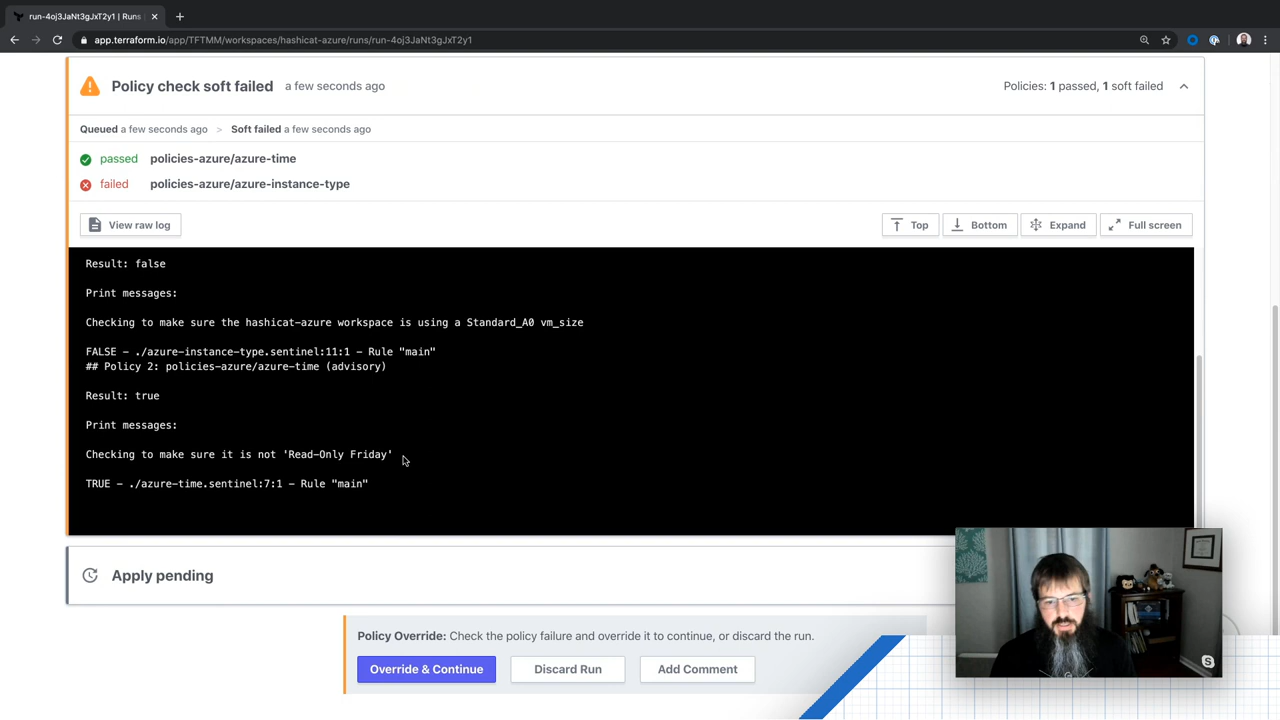 run-4oj3JaNt3gJxT2y1 | Runs
app.terraform.io/app/TFTMM/workspaces/hashicat-azure/runs/run-4oj3JaNt3gJxT2y1
Policy check soft failed a few seconds ago
Policies: 1 passed, 1 soft failed
Queued a few seconds ago > Soft failed a few seconds ago
passed policies-azure/azure-time
failed policies-azure/azure-instance-type
View raw log
Top
Bottom
Expand
Full screen
Result: false
Print messages:
Checking to make sure the hashicat-azure workspace is using a Standard_A0 vm_size
FALSE - ./azure-instance-type.sentinel:11:1 - Rule "main"
## Policy 2: policies-azure/azure-time (advisory)
Result: true
Print messages:
Checking to make sure it is not 'Read-Only Friday'
TRUE - ./azure-time.sentinel:7:1 - Rule "main"
Apply pending
Policy Override: Check the policy failure and override it to continue, or discard the run.
Override & Continue
Discard Run
Add Comment